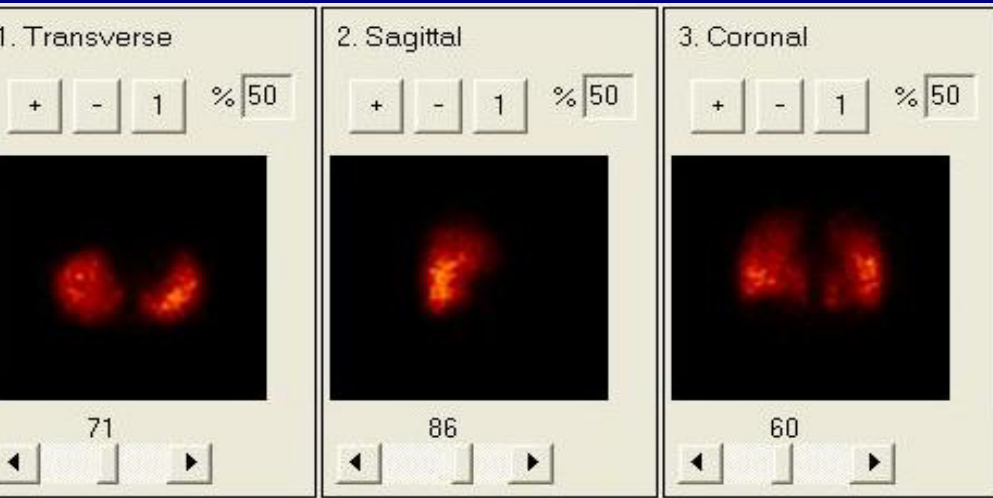 1. Transverse
+ - 1 % 50
71
2. Sagittal
+ - 1 % 50
86
3. Coronal
+ - 1 % 50
60